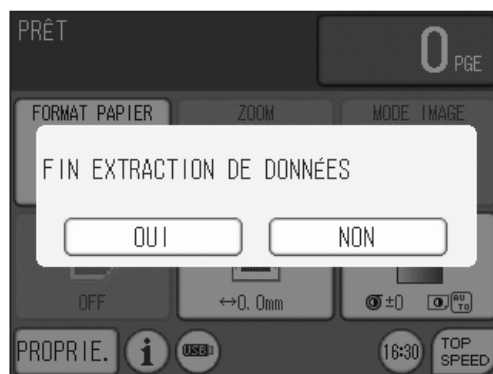 PRÊT
0 PGE
FORMAT PAPIER ZOOM MODE IMAGE
FIN EXTRACTION DE DONNÉES
OUI NON
OFF ↔0. 0mm ±0 AUTO
PROPRIE. i USB 16:30 TOP SPEED